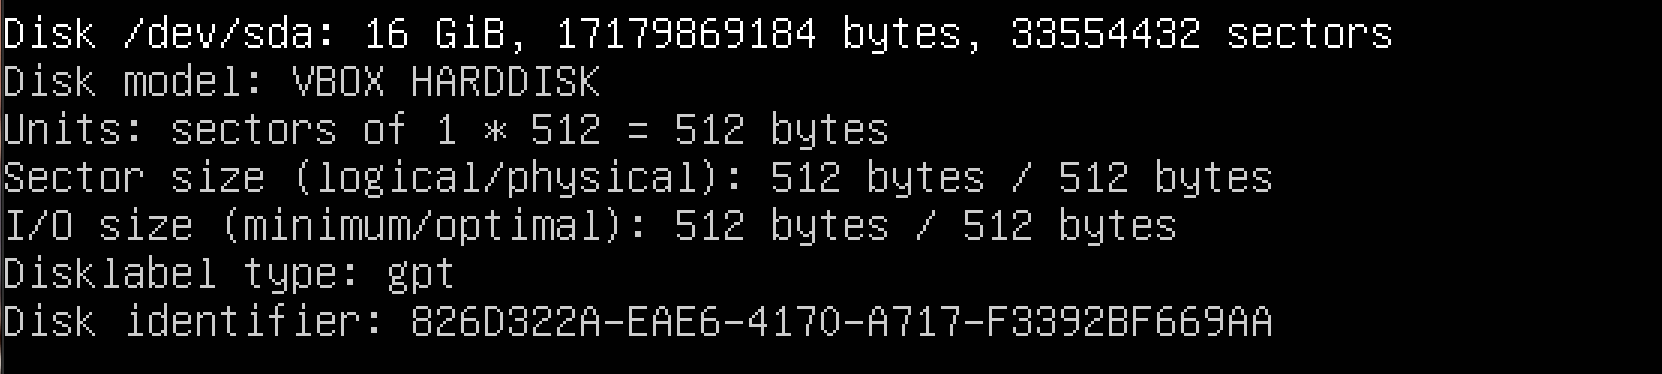 Disk /dev/sda: 16 GiB, 17179869184 bytes, 33554432 sectors
Disk model: VBOX HARDDISK
Units: sectors of 1 * 512 = 512 bytes
Sector size (logical/physical): 512 bytes / 512 bytes
I/O size (minimum/optimal): 512 bytes / 512 bytes
Disklabel type: gpt
Disk identifier: 826D322A-EAE6-4170-A717-F3392BF669AA